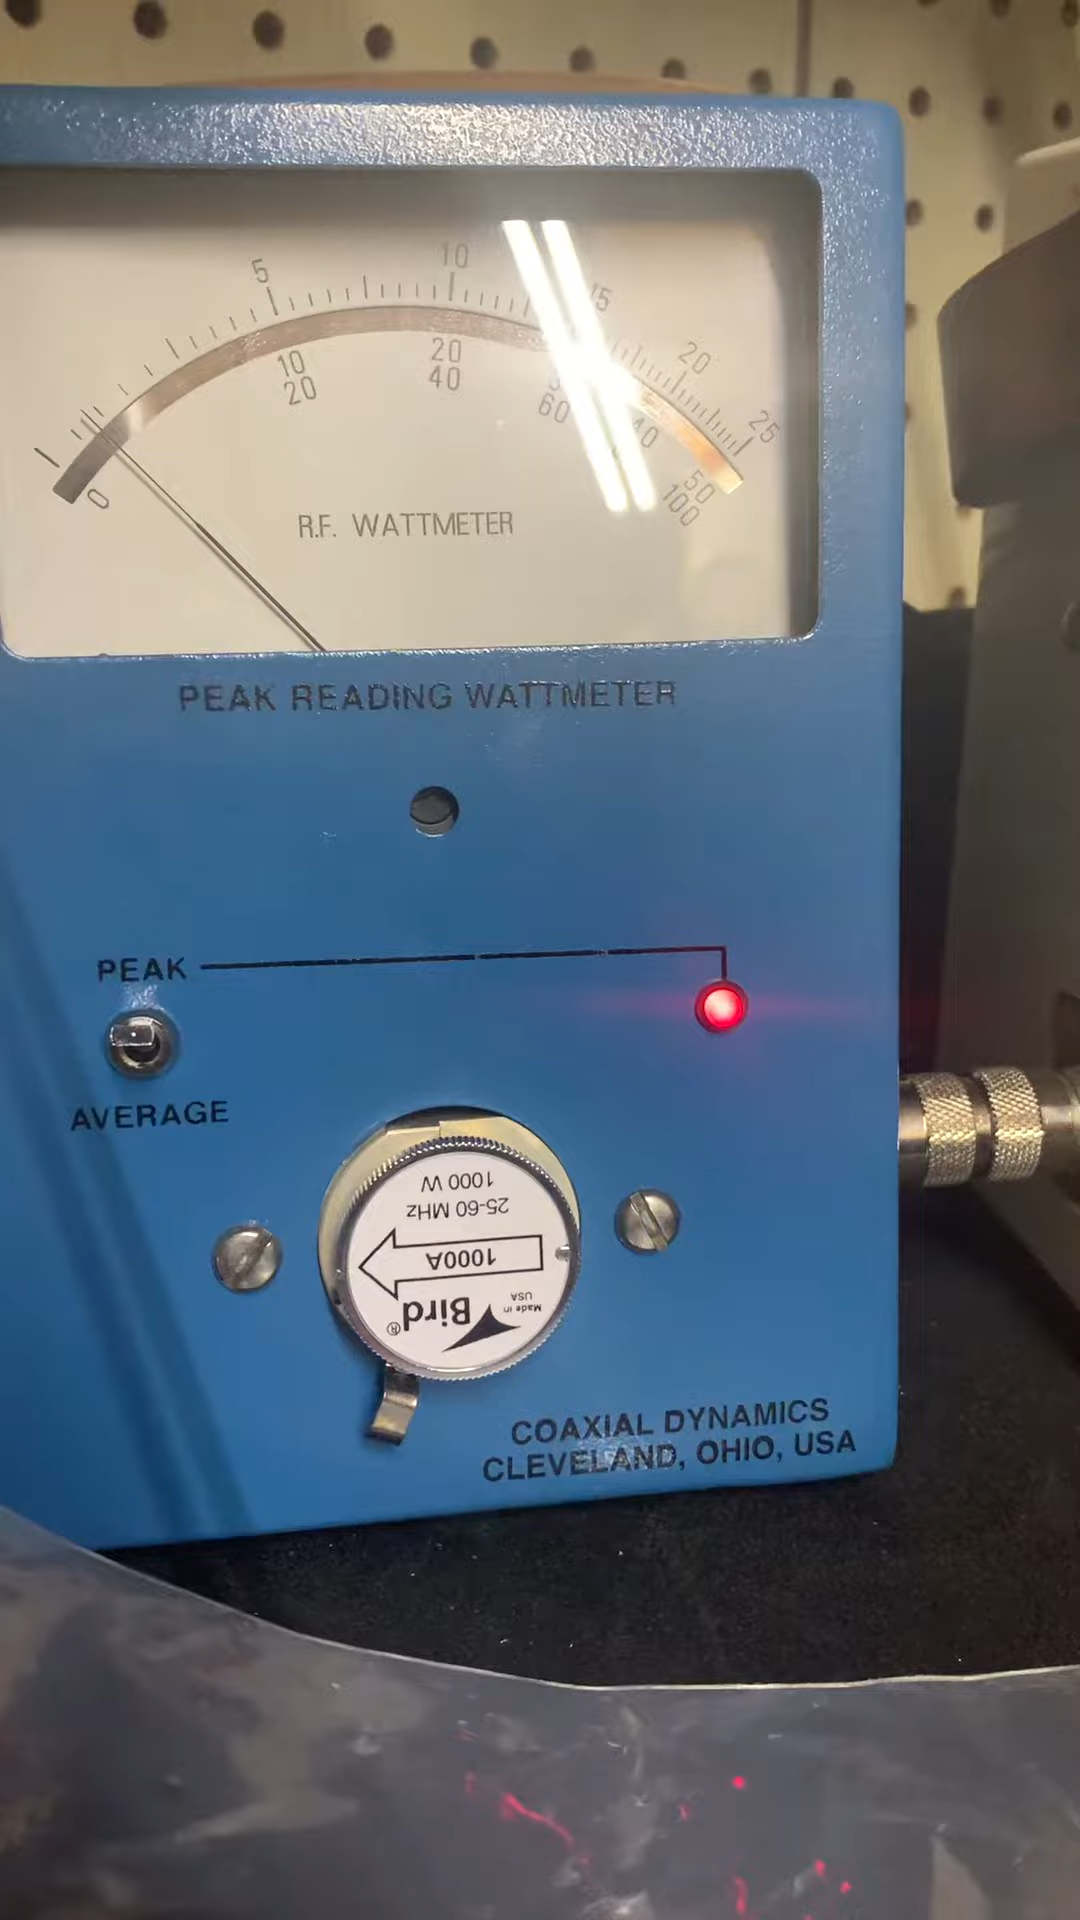 5
10
15
20
25
0
10
20
40
50
20
40
60
100
R.F. WATTMETER
PEAK READING WATTMETER
PEAK
AVERAGE
Made in USA
Bird®
1000A
25-60 MHz
1000 W
COAXIAL DYNAMICS
CLEVELAND, OHIO, USA